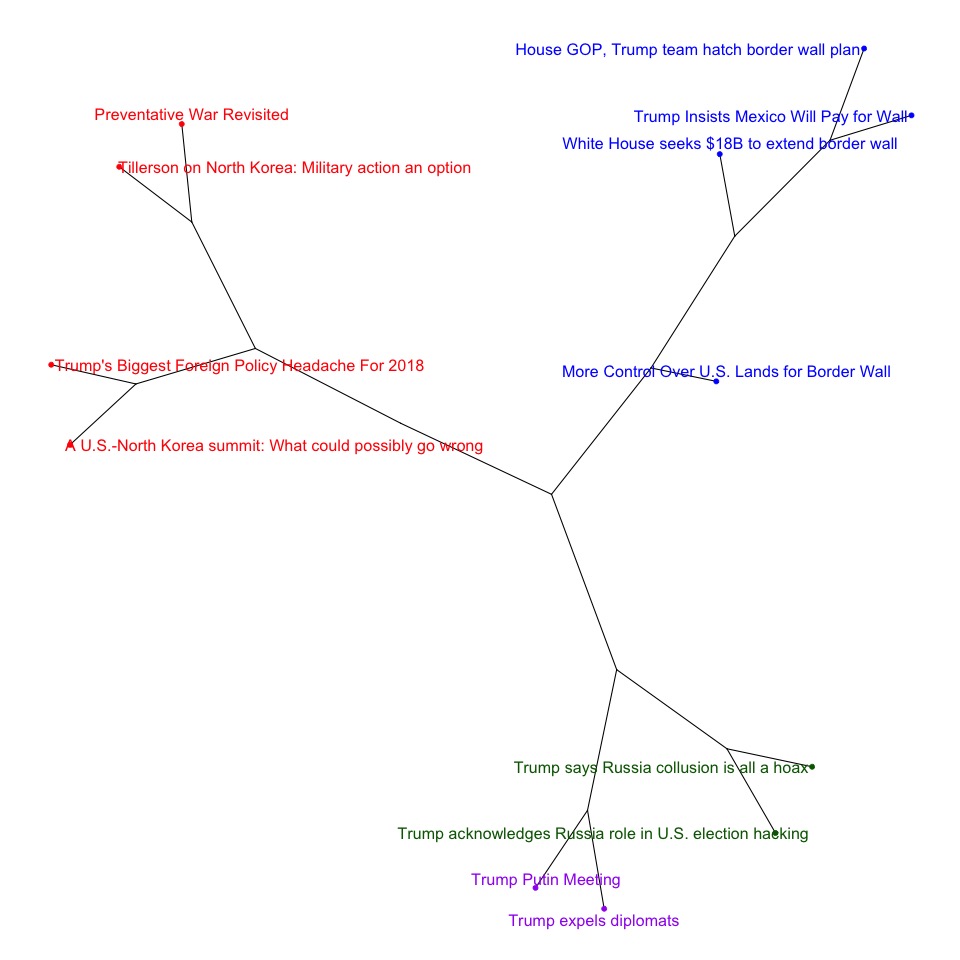 House GOP, Trump team hatch border wall plan
Preventative War Revisited
Trump Insists Mexico Will Pay for Wall
White House seeks $18B to extend border wall
Tillerson on North Korea: Military action an option
Trump's Biggest Foreign Policy Headache For 2018
More Control Over U.S. Lands for Border Wall
A U.S.-North Korea summit: What could possibly go wrong
Trump says Russia collusion is all a hoax
Trump acknowledges Russia role in U.S. election hacking
Trump Putin Meeting
Trump expels diplomats